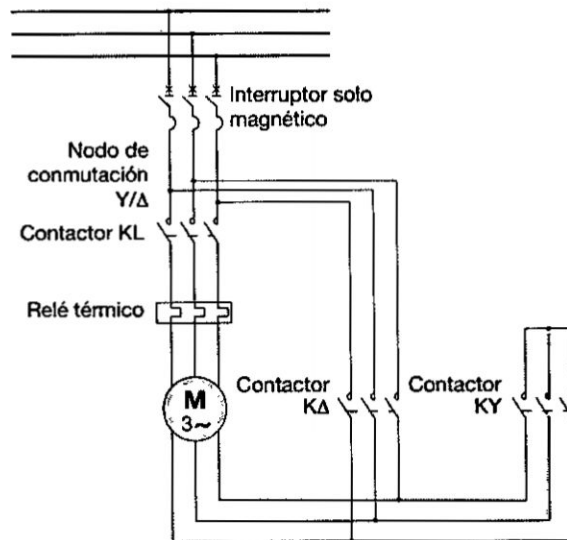 Interruptor solo
magnético
Nodo de
conmutación
Y/Δ
Contactor KL
Relé térmico
M
3~
Contactor
KΔ
Contactor
KY